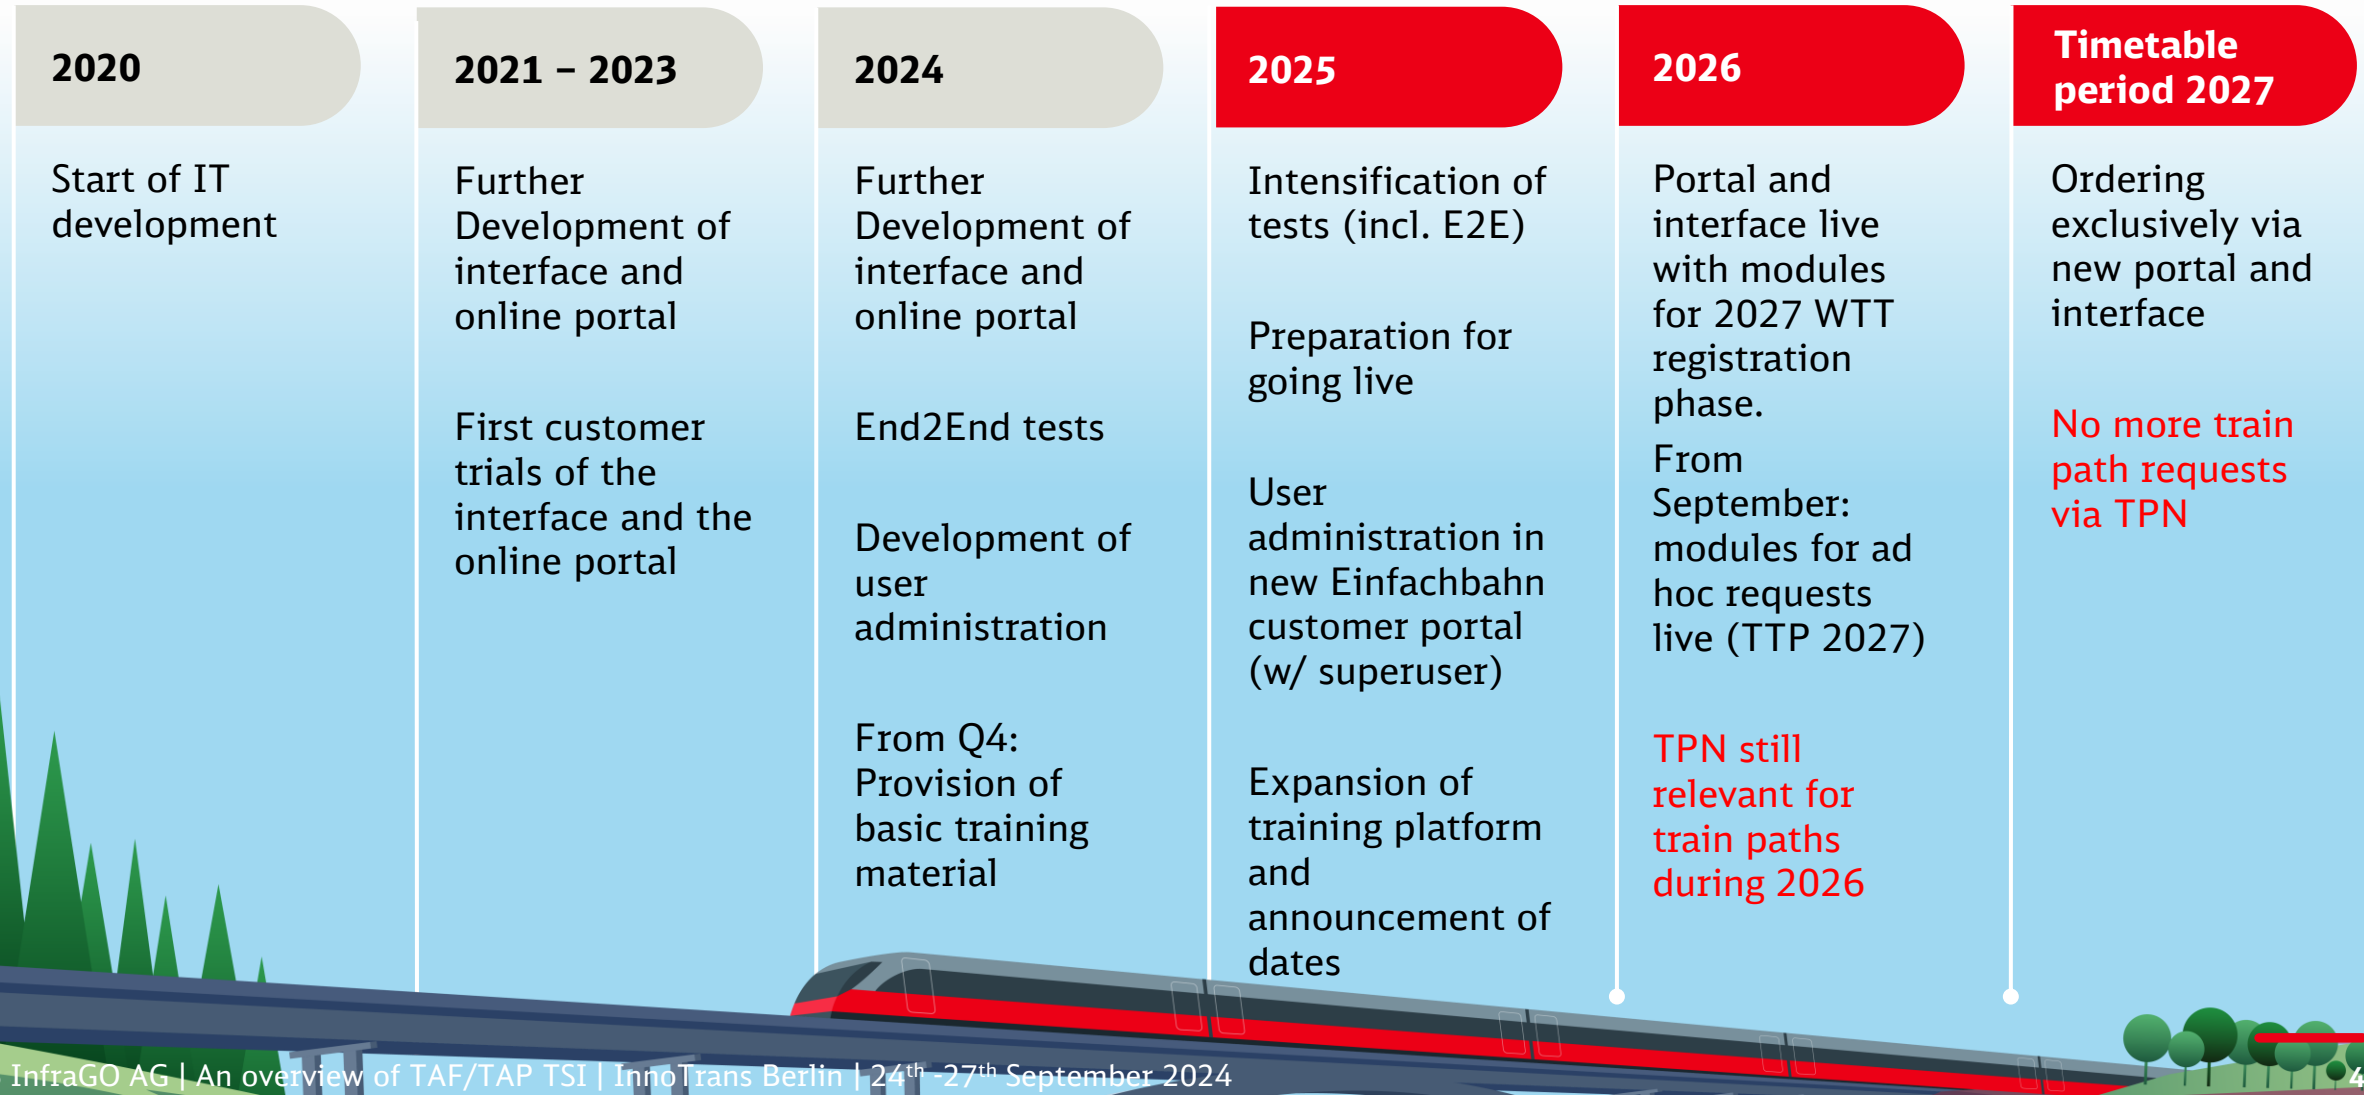 2020
Start of IT
development
2021 – 2023
Further
Development of
interface and
online portal
First customer
trials of the
interface and the
online portal
2024
Further
Development of
interface and
online portal
End2End tests
Development of
user
administration
From Q4:
Provision of
basic training
material
2025
Intensification of
tests (incl. E2E)
Preparation for
going live
User
administration in
new Einfachbahn
customer portal
(w/ superuser)
Expansion of
training platform
and
announcement of
dates
2026
Portal and
interface live
with modules
for 2027 WTT
registration
phase.
From
September:
modules for ad
hoc requests
live (TTP 2027)
TPN still
relevant for
train paths
during 2026
Timetable
period 2027
Ordering
exclusively via
new portal and
interface
No more train
path requests
via TPN
InfraGO AG | An overview of TAF/TAP TSI | InnoTrans Berlin | 24th -27th September 2024
4